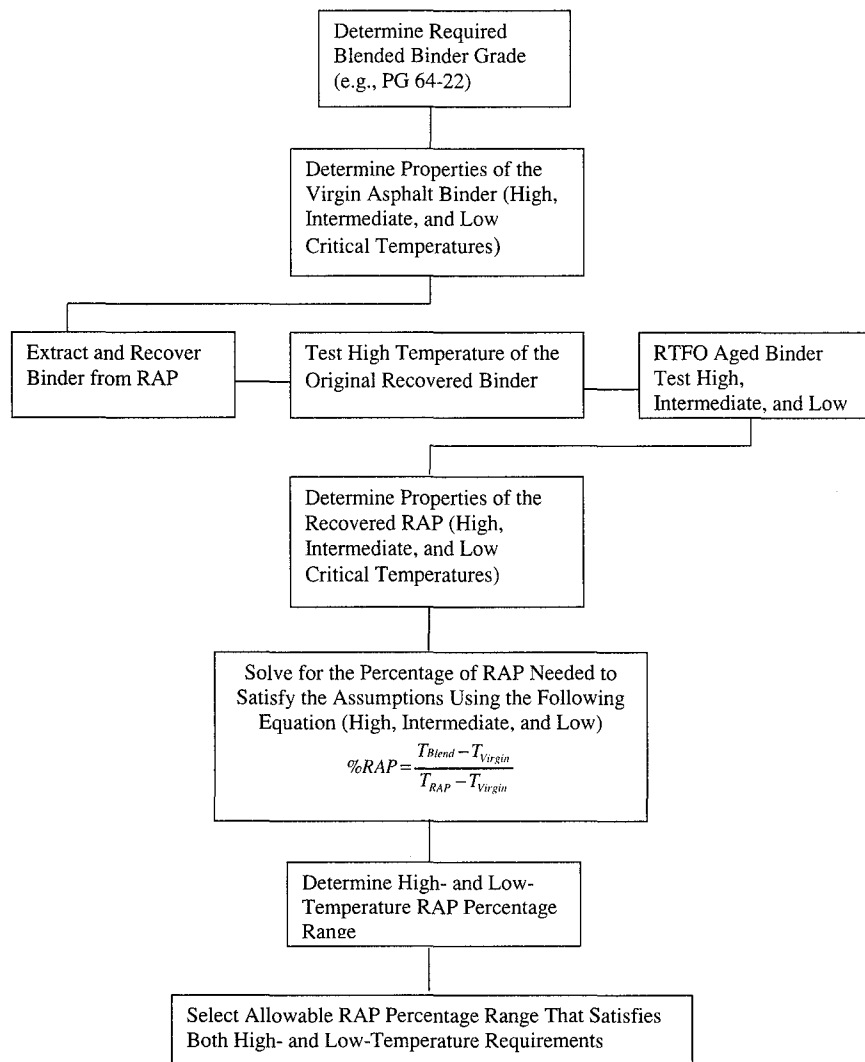 Determine Required
Blended Binder Grade
(e.g., PG 64-22)
Determine Properties of the
Virgin Asphalt Binder (High,
Intermediate, and Low
Critical Temperatures)
Extract and Recover
Binder from RAP
Test High Temperature of the
Original Recovered Binder
RTFO Aged Binder
Test High,
Intermediate, and Low
Determine Properties of the
Recovered RAP (High,
Intermediate, and Low
Critical Temperatures)
Solve for the Percentage of RAP Needed to
Satisfy the Assumptions Using the Following
Equation (High, Intermediate, and Low)
%RAP = (T_Blend − T_Virgin) / (T_RAP − T_Virgin)
Determine High- and Low-
Temperature RAP Percentage
Range
Select Allowable RAP Percentage Range That Satisfies
Both High- and Low-Temperature Requirements